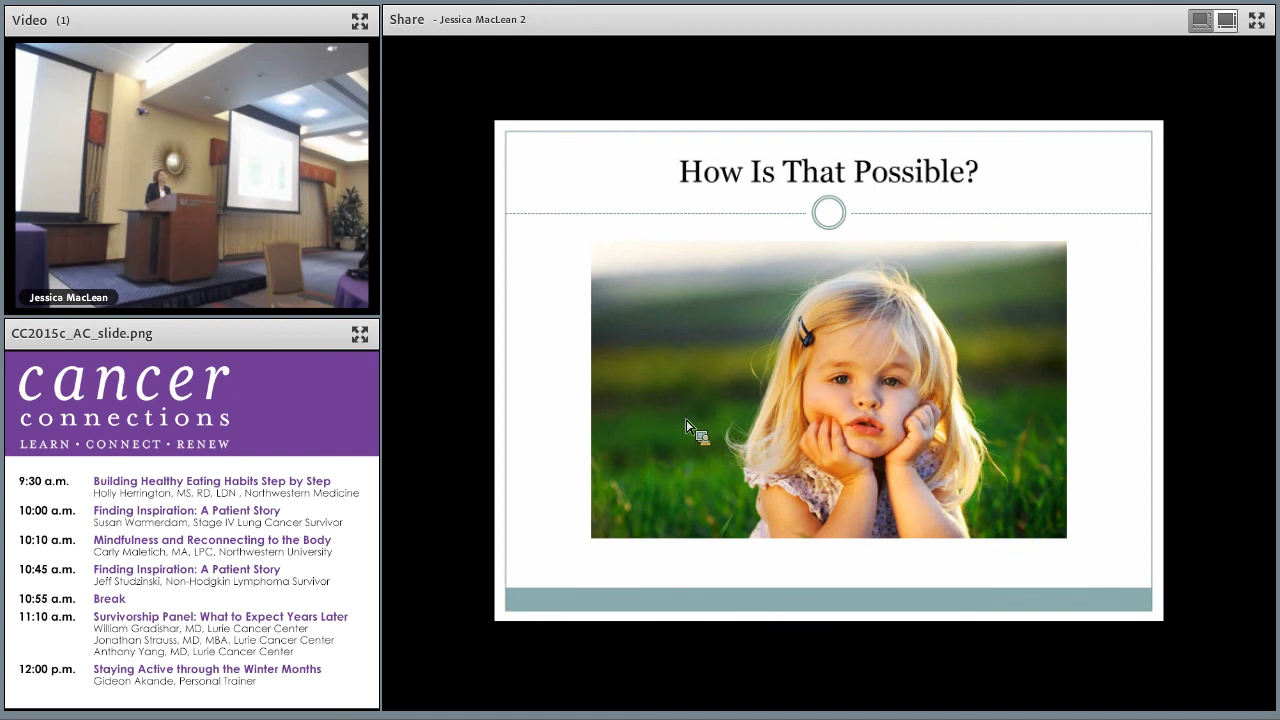 Video (1)
Jessica MacLean
CC2015c_AC_slide.png
cancer
connections
LEARN • CONNECT • RENEW
9:30 a.m. Building Healthy Eating Habits Step by Step
Holly Herrington, MS, RD, LDN , Northwestern Medicine
10:00 a.m. Finding Inspiration: A Patient Story
Susan Warmerdam, Stage IV Lung Cancer Survivor
10:10 a.m. Mindfulness and Reconnecting to the Body
Carly Maletich, MA, LPC, Northwestern University
10:45 a.m. Finding Inspiration: A Patient Story
Jeff Studzinski, Non-Hodgkin Lymphoma Survivor
10:55 a.m. Break
11:10 a.m. Survivorship Panel: What to Expect Years Later
William Gradishar, MD, Lurie Cancer Center
Jonathan Strauss, MD, MBA, Lurie Cancer Center
Anthony Yang, MD, Lurie Cancer Center
12:00 p.m. Staying Active through the Winter Months
Gideon Akande, Personal Trainer
Share - Jessica MacLean 2
How Is That Possible?